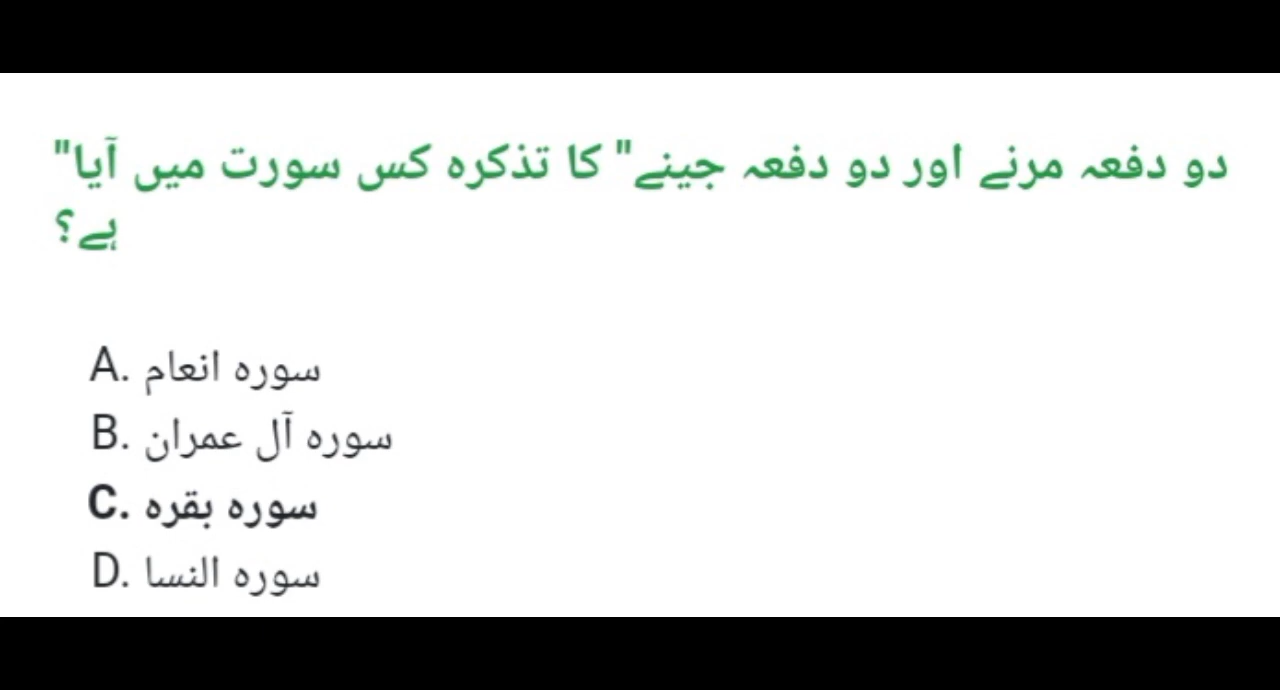 دو دفعہ مرنے اور دو دفعہ جینے" کا تذکرہ کس سورت میں آیا"
ہے؟
A. سورہ انعام
B. سورہ آل عمران
C. سورہ بقرہ
D. سورہ النسا